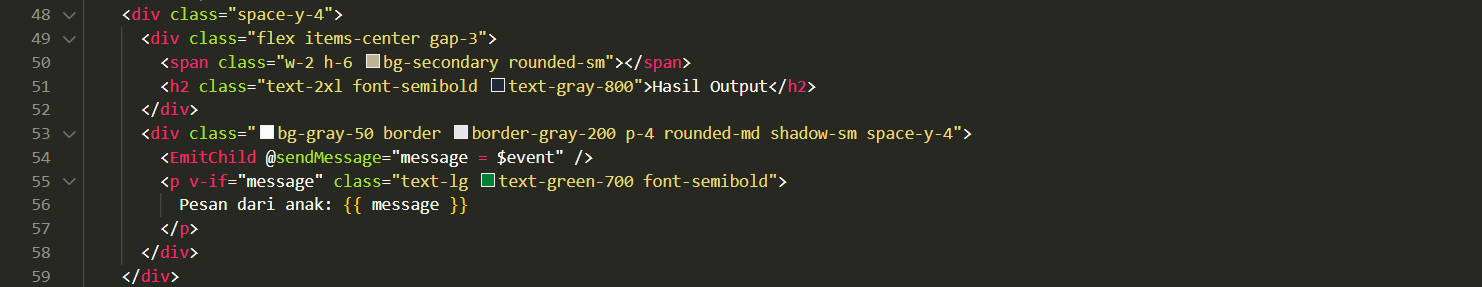 48 <div class="space-y-4">
49 <div class="flex items-center gap-3">
50 <span class="w-2 h-6 bg-secondary rounded-sm"></span>
51 <h2 class="text-2xl font-semibold text-gray-800">Hasil Output</h2>
52 </div>
53 <div class="bg-gray-50 border border-gray-200 p-4 rounded-md shadow-sm space-y-4">
54 <EmitChild @sendMessage="message = $event" />
55 <p v-if="message" class="text-lg text-green-700 font-semibold">
56 Pesan dari anak: {{ message }}
57 </p>
58 </div>
59 </div>